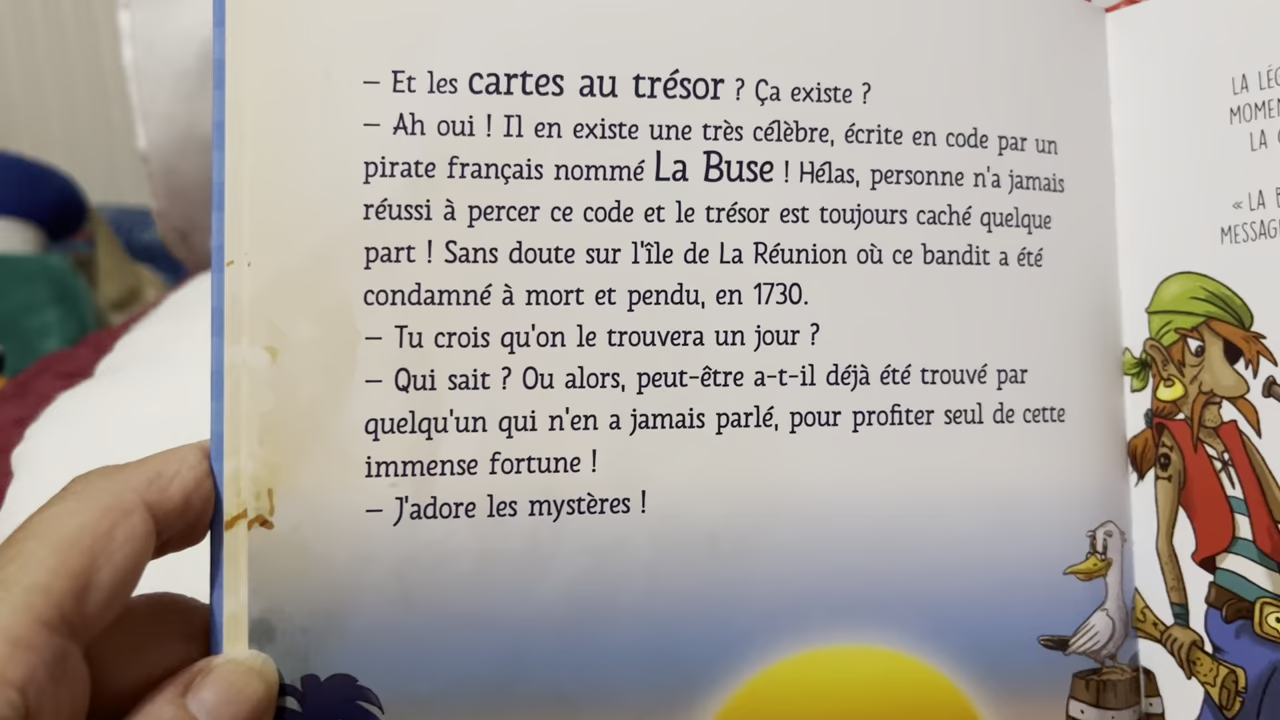 – Et les cartes au trésor ? Ça existe ?
– Ah oui ! Il en existe une très célèbre, écrite en code par un
pirate français nommé La Buse ! Hélas, personne n'a jamais
réussi à percer ce code et le trésor est toujours caché quelque
part ! Sans doute sur l'île de La Réunion où ce bandit a été
condamné à mort et pendu, en 1730.
– Tu crois qu'on le trouvera un jour ?
– Qui sait ? Ou alors, peut-être a-t-il déjà été trouvé par
quelqu'un qui n'en a jamais parlé, pour profiter seul de cette
immense fortune !
– J'adore les mystères !
LA
LA
« LA